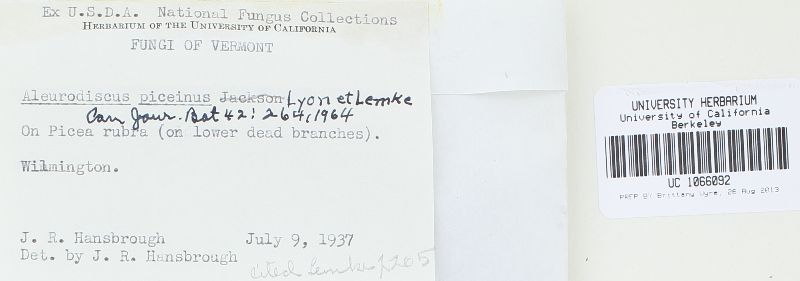 Ex U.S.D.A. National Fungus Collections
HERBARIUM OF THE UNIVERSITY OF CALIFORNIA
FUNGI OF VERMONT
Aleurodiscus piceinus Jackson Lyon et Lemke
Can Jour. Bot 42: 264, 1964
On Picea rubra (on lower dead branches).
Wilmington.
J. R. Hansbrough July 9, 1937
Det. by J. R. Hansbrough
cited Lemke p205
UNIVERSITY HERBARIUM
University of California
Berkeley
UC 1066092
PREP BY Brittany Vyre, 26 Aug 2013